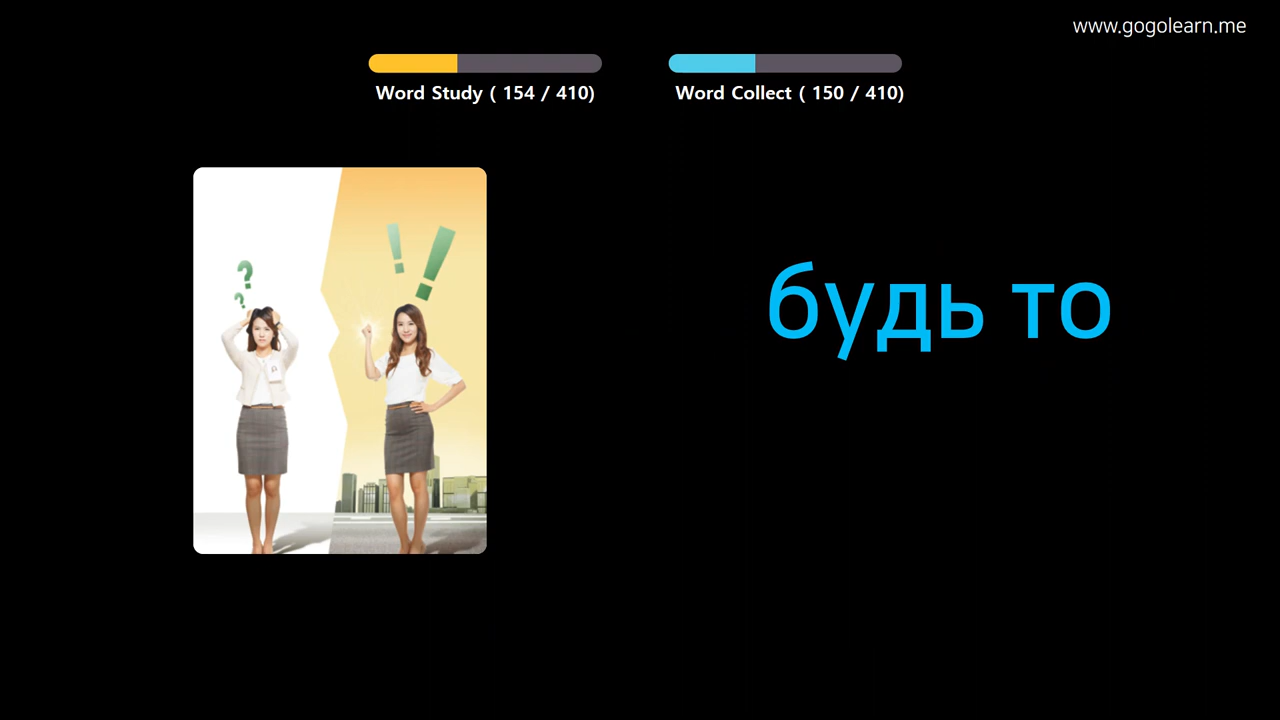 www.gogolearn.me
Word Study ( 154 / 410)
Word Collect ( 150 / 410)
? ?
! !
будь то